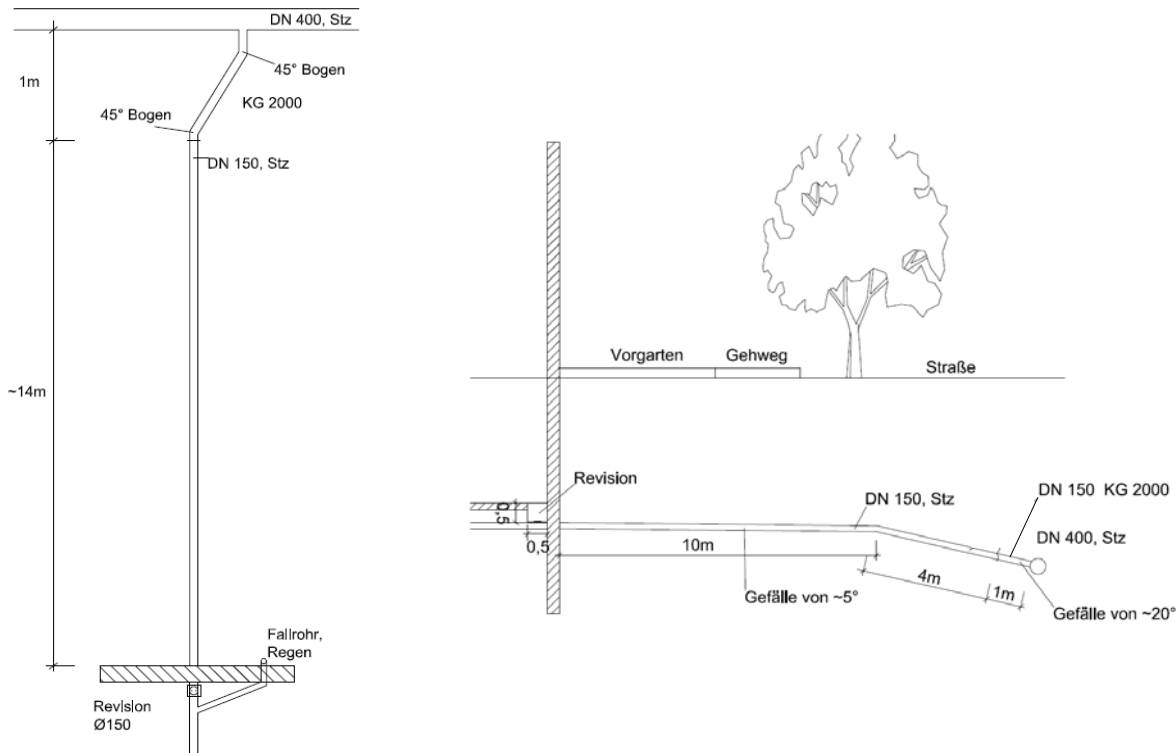 DN 400, Stz
45° Bogen
1m
KG 2000
45° Bogen
DN 150, Stz
~14m
Fallrohr,
Regen
Revision
Ø150
Vorgarten
Gehweg
Straße
Revision
0,5
0,5
DN 150, Stz
DN 150 KG 2000
DN 400, Stz
10m
4m
1m
Gefälle von ~5°
Gefälle von ~20°